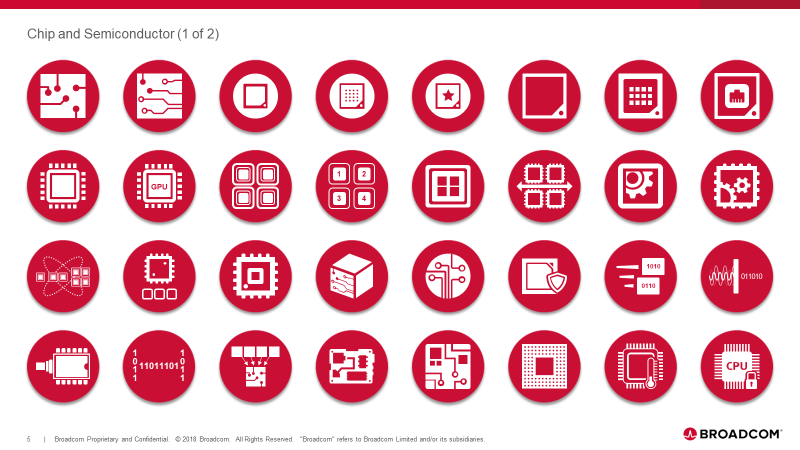 Chip and Semiconductor (1 of 2)
GPU
1 2
3 4
1010
0110
011010
1 1
0 0
1 11011101 1
1 1
CPU
5 | Broadcom Proprietary and Confidential. © 2018 Broadcom. All Rights Reserved. "Broadcom" refers to Broadcom Limited and/or its subsidiaries.
BROADCOM®